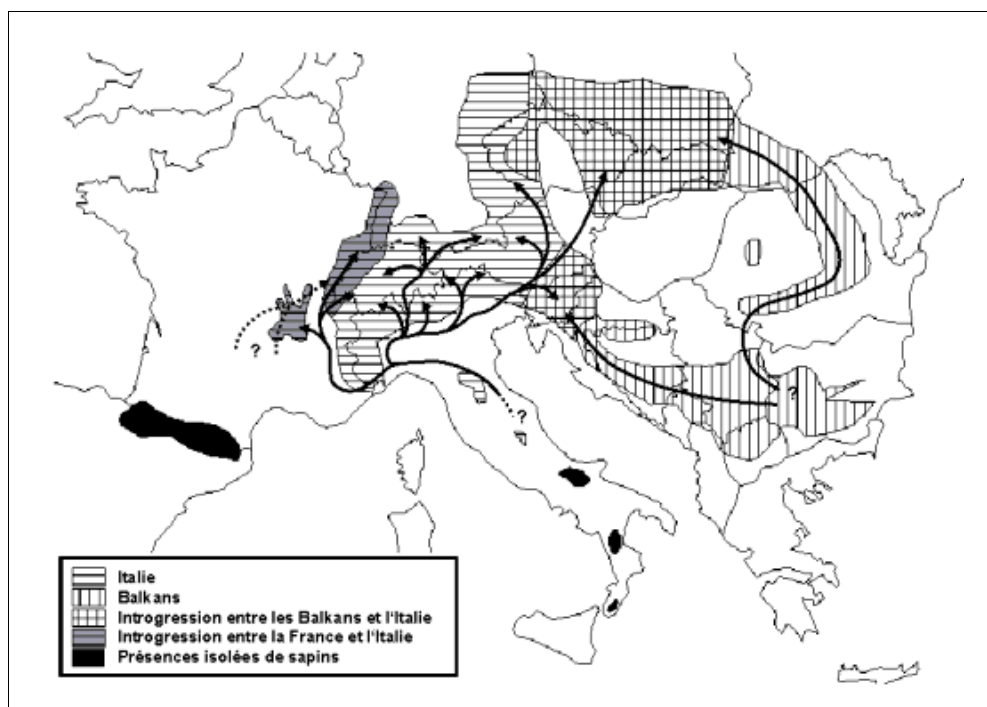 ?
?
?
Italie
Balkans
Introgression entre les Balkans et l'Italie
Introgression entre la France et l'Italie
Présences isolées de sapins